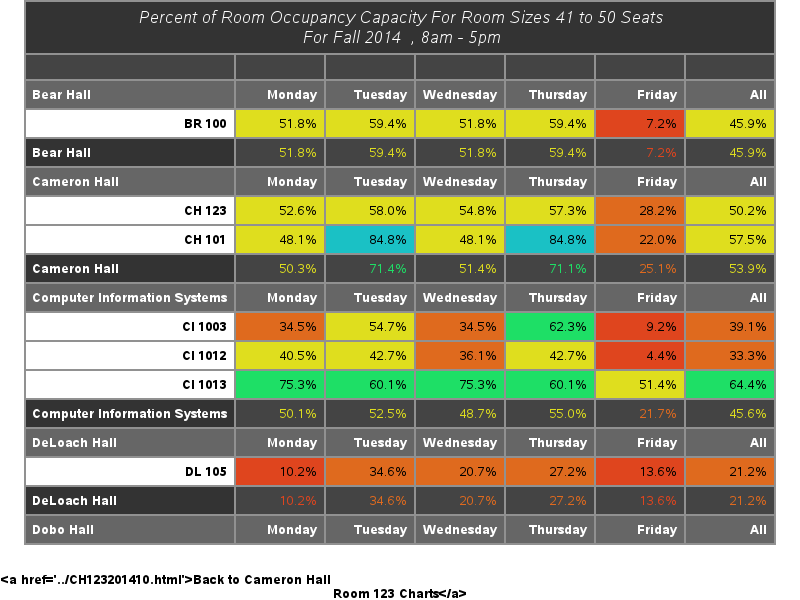 Percent of Room Occupancy Capacity For Room Sizes 41 to 50 Seats
For Fall 2014 , 8am - 5pm
Bear Hall Monday Tuesday Wednesday Thursday Friday All
BR 100 51.8% 59.4% 51.8% 59.4% 7.2% 45.9%
Bear Hall 51.8% 59.4% 51.8% 59.4% 7.2% 45.9%
Cameron Hall Monday Tuesday Wednesday Thursday Friday All
CH 123 52.6% 58.0% 54.8% 57.3% 28.2% 50.2%
CH 101 48.1% 84.8% 48.1% 84.8% 22.0% 57.5%
Cameron Hall 50.3% 71.4% 51.4% 71.1% 25.1% 53.9%
Computer Information Systems Monday Tuesday Wednesday Thursday Friday All
CI 1003 34.5% 54.7% 34.5% 62.3% 9.2% 39.1%
CI 1012 40.5% 42.7% 36.1% 42.7% 4.4% 33.3%
CI 1013 75.3% 60.1% 75.3% 60.1% 51.4% 64.4%
Computer Information Systems 50.1% 52.5% 48.7% 55.0% 21.7% 45.6%
DeLoach Hall Monday Tuesday Wednesday Thursday Friday All
DL 105 10.2% 34.6% 20.7% 27.2% 13.6% 21.2%
DeLoach Hall 10.2% 34.6% 20.7% 27.2% 13.6% 21.2%
Dobo Hall Monday Tuesday Wednesday Thursday Friday All
<a href='../CH123201410.html'>Back to Cameron Hall
Room 123 Charts</a>